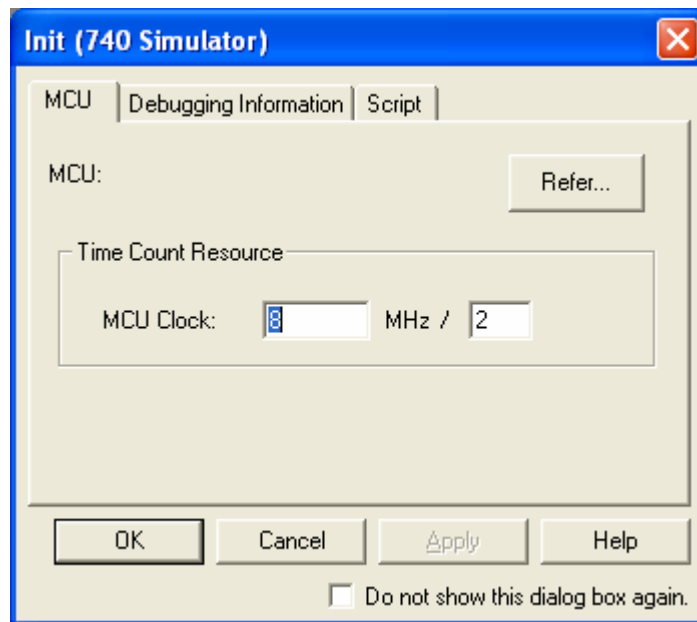 Init (740 Simulator)
MCU Debugging Information Script
MCU: Refer...
Time Count Resource
MCU Clock: 8 MHz / 2
OK Cancel Apply Help
Do not show this dialog box again.